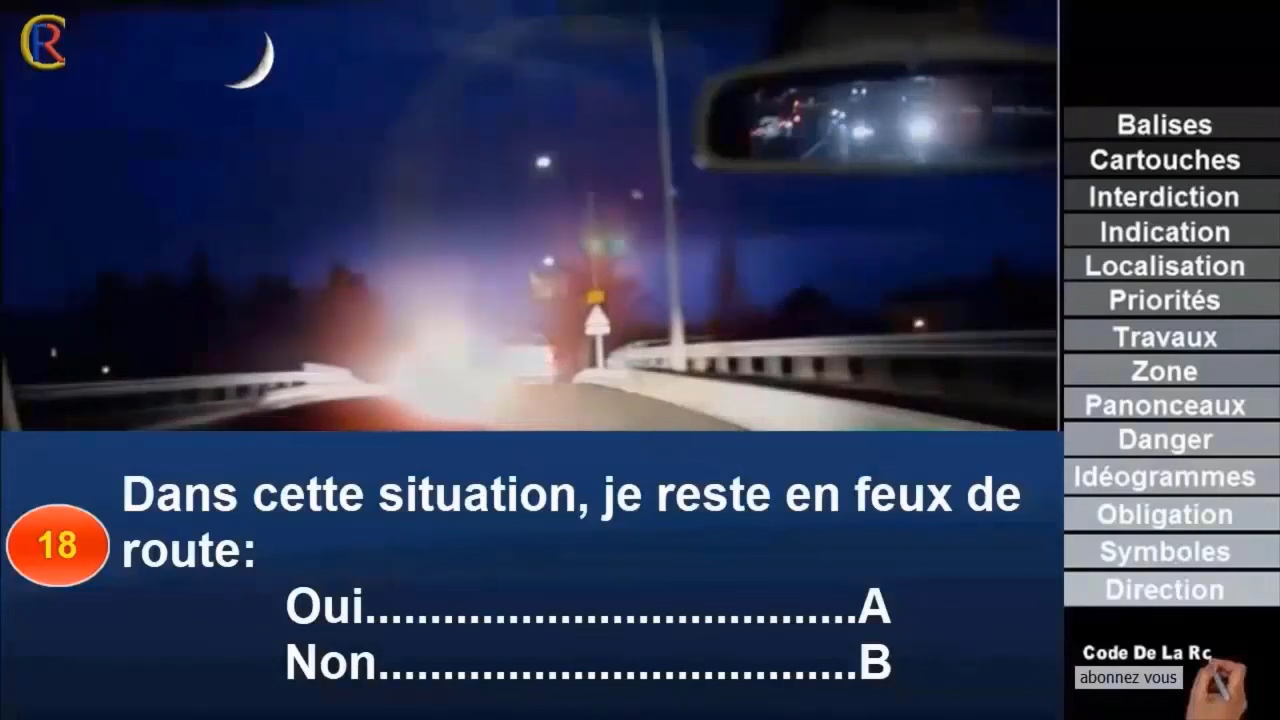 CR
Balises
Cartouches
Interdiction
Indication
Localisation
Priorités
Travaux
Zone
Panonceaux
Danger
Idéogrammes
Obligation
Symboles
Direction
Dans cette situation, je reste en feux de
18
route:
Oui......................................A
Non.....................................B
Code De La Rc
abonnez vous